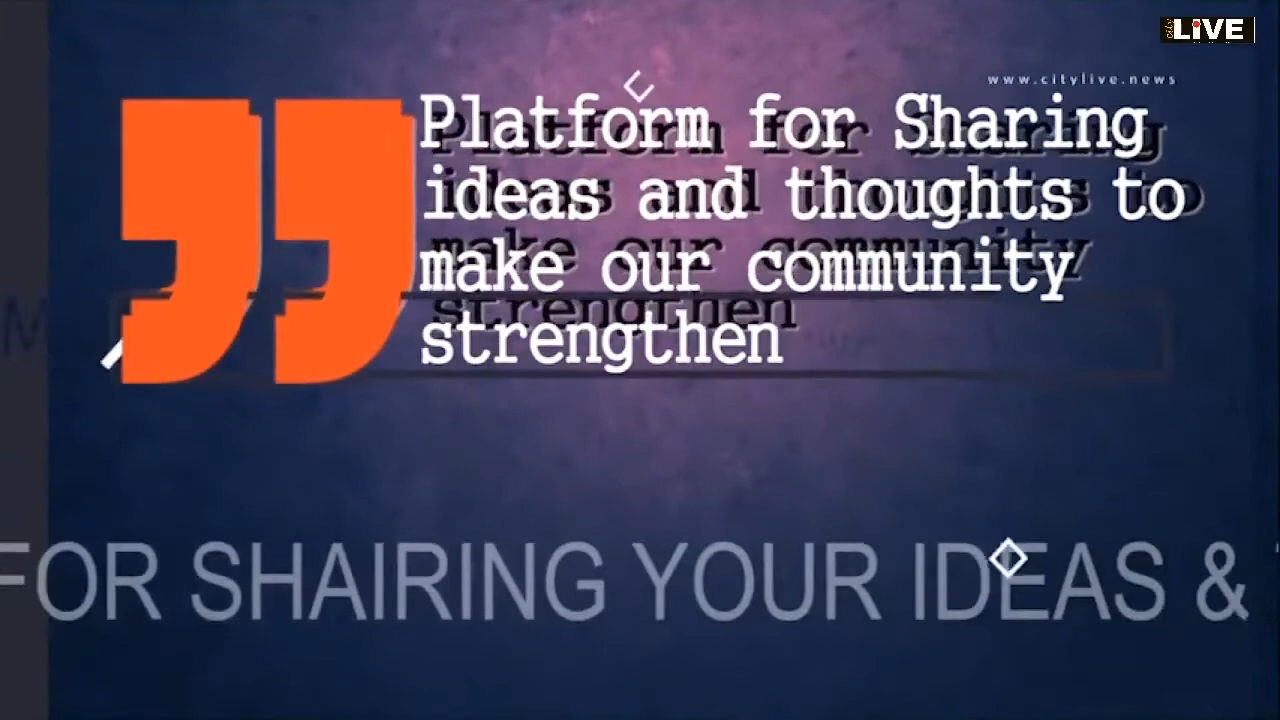 city LiVE
www.citylive.news
Platform for Sharing
ideas and thoughts to
make our community
strengthen
FOR SHAIRING YOUR IDEAS &